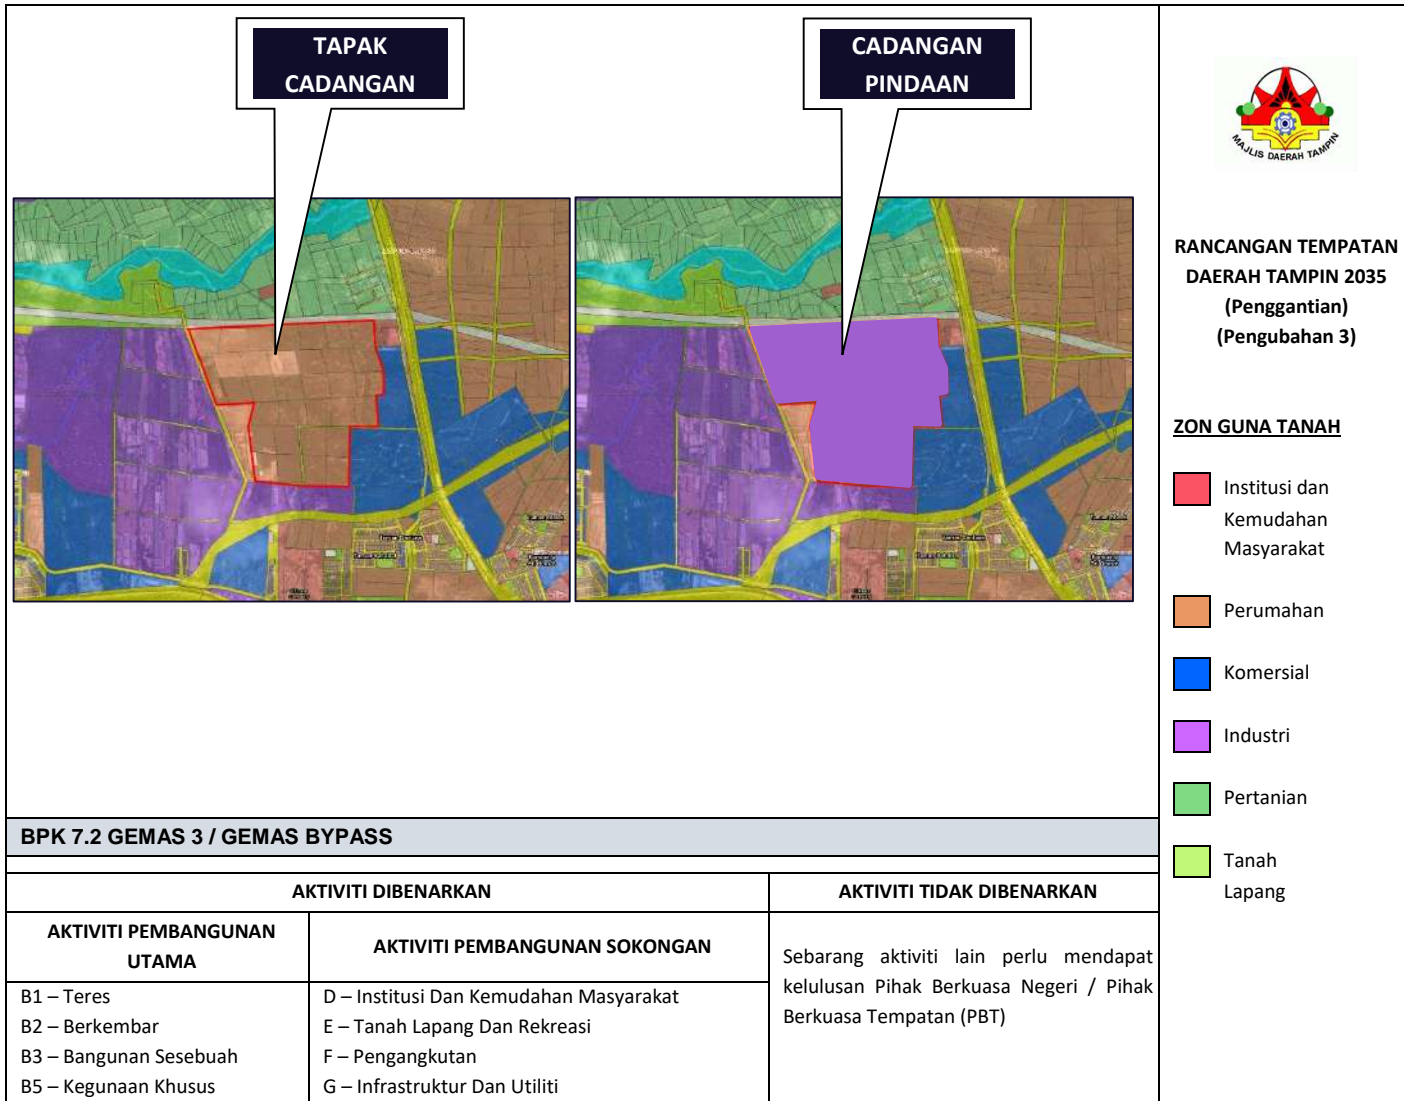 TAPAK
CADANGAN
CADANGAN
PINDAAN
MAJLIS DAERAH TAMPIN
RANCANGAN TEMPATAN
DAERAH TAMPIN 2035
(Penggantian)
(Pengubahan 3)
ZON GUNA TANAH
Institusi dan
Kemudahan
Masyarakat
Perumahan
Komersial
Industri
Pertanian
Tanah
Lapang
BPK 7.2 GEMAS 3 / GEMAS BYPASS
AKTIVITI DIBENARKAN
AKTIVITI TIDAK DIBENARKAN
AKTIVITI PEMBANGUNAN
UTAMA
AKTIVITI PEMBANGUNAN SOKONGAN
Sebarang aktiviti lain perlu mendapat
kelulusan Pihak Berkuasa Negeri / Pihak
Berkuasa Tempatan (PBT)
B1 – Teres
B2 – Berkembar
B3 – Bangunan Sesebuah
B5 – Kegunaan Khusus
D – Institusi Dan Kemudahan Masyarakat
E – Tanah Lapang Dan Rekreasi
F – Pengangkutan
G – Infrastruktur Dan Utiliti